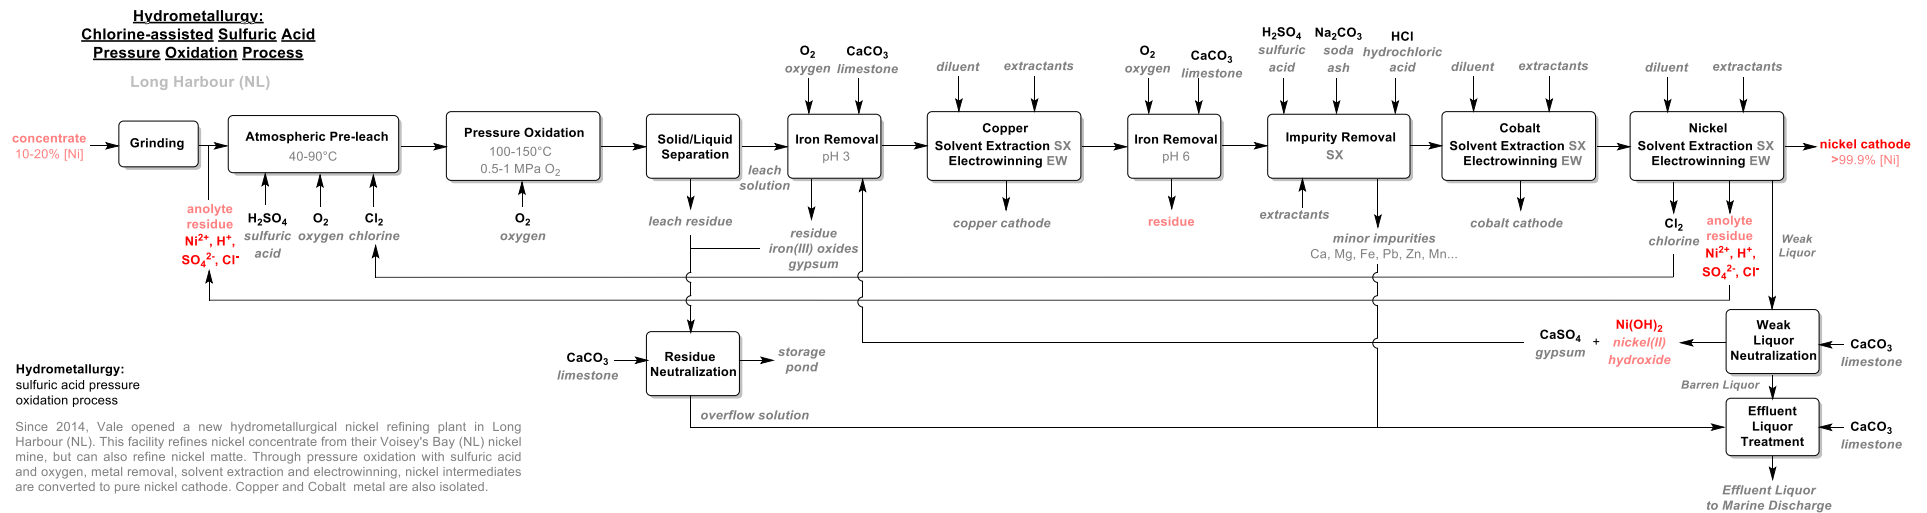 Hydrometallurgy:
Chlorine-assisted Sulfuric Acid
Pressure Oxidation Process
Long Harbour (NL)
concentrate
10-20% [Ni]
Grinding
anolyte
residue
Ni²⁺, H⁺,
SO₄²⁻, Cl⁻
Atmospheric Pre-leach
40-90°C
H₂SO₄
sulfuric
acid
O₂
oxygen
Cl₂
chlorine
Pressure Oxidation
100-150°C
0.5-1 MPa O₂
O₂
oxygen
Solid/Liquid
Separation
leach
solution
leach residue
O₂
oxygen
CaCO₃
limestone
Iron Removal
pH 3
residue
iron(III) oxides
gypsum
diluent
extractants
Copper
Solvent Extraction SX
Electrowinning EW
copper cathode
O₂
oxygen
CaCO₃
limestone
Iron Removal
pH 6
residue
H₂SO₄
sulfuric
acid
Na₂CO₃
soda
ash
HCl
hydrochloric
acid
Impurity Removal
SX
extractants
minor impurities
Ca, Mg, Fe, Pb, Zn, Mn...
diluent
extractants
Cobalt
Solvent Extraction SX
Electrowinning EW
cobalt cathode
diluent
extractants
Nickel
Solvent Extraction SX
Electrowinning EW
nickel cathode
>99.9% [Ni]
Cl₂
chlorine
anolyte
residue
Ni²⁺, H⁺,
SO₄²⁻, Cl⁻
Weak
Liquor
CaCO₃
limestone
Residue
Neutralization
storage
pond
overflow solution
CaSO₄
gypsum
+
Ni(OH)₂
nickel(II)
hydroxide
Weak
Liquor
Neutralization
CaCO₃
limestone
Barren Liquor
Effluent
Liquor
Treatment
CaCO₃
limestone
Effluent Liquor
to Marine Discharge
Hydrometallurgy:
sulfuric acid pressure
oxidation process
Since 2014, Vale opened a new hydrometallurgical nickel refining plant in Long
Harbour (NL). This facility refines nickel concentrate from their Voisey's Bay (NL) nickel
mine, but can also refine nickel matte. Through pressure oxidation with sulfuric acid
and oxygen, metal removal, solvent extraction and electrowinning, nickel intermediates
are converted to pure nickel cathode. Copper and Cobalt metal are also isolated.